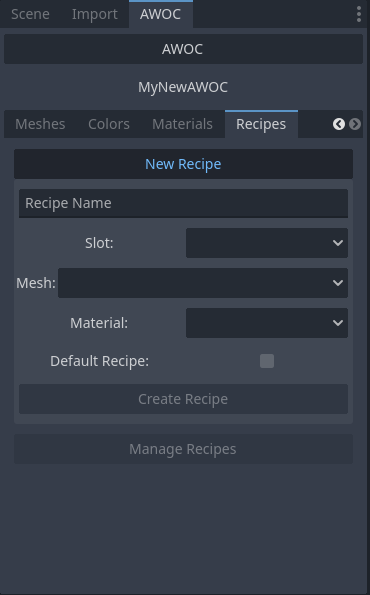 Scene Import AWOC
AWOC
MyNewAWOC
Meshes Colors Materials Recipes
New Recipe
Recipe Name
Slot:
Mesh:
Material:
Default Recipe:
Create Recipe
Manage Recipes